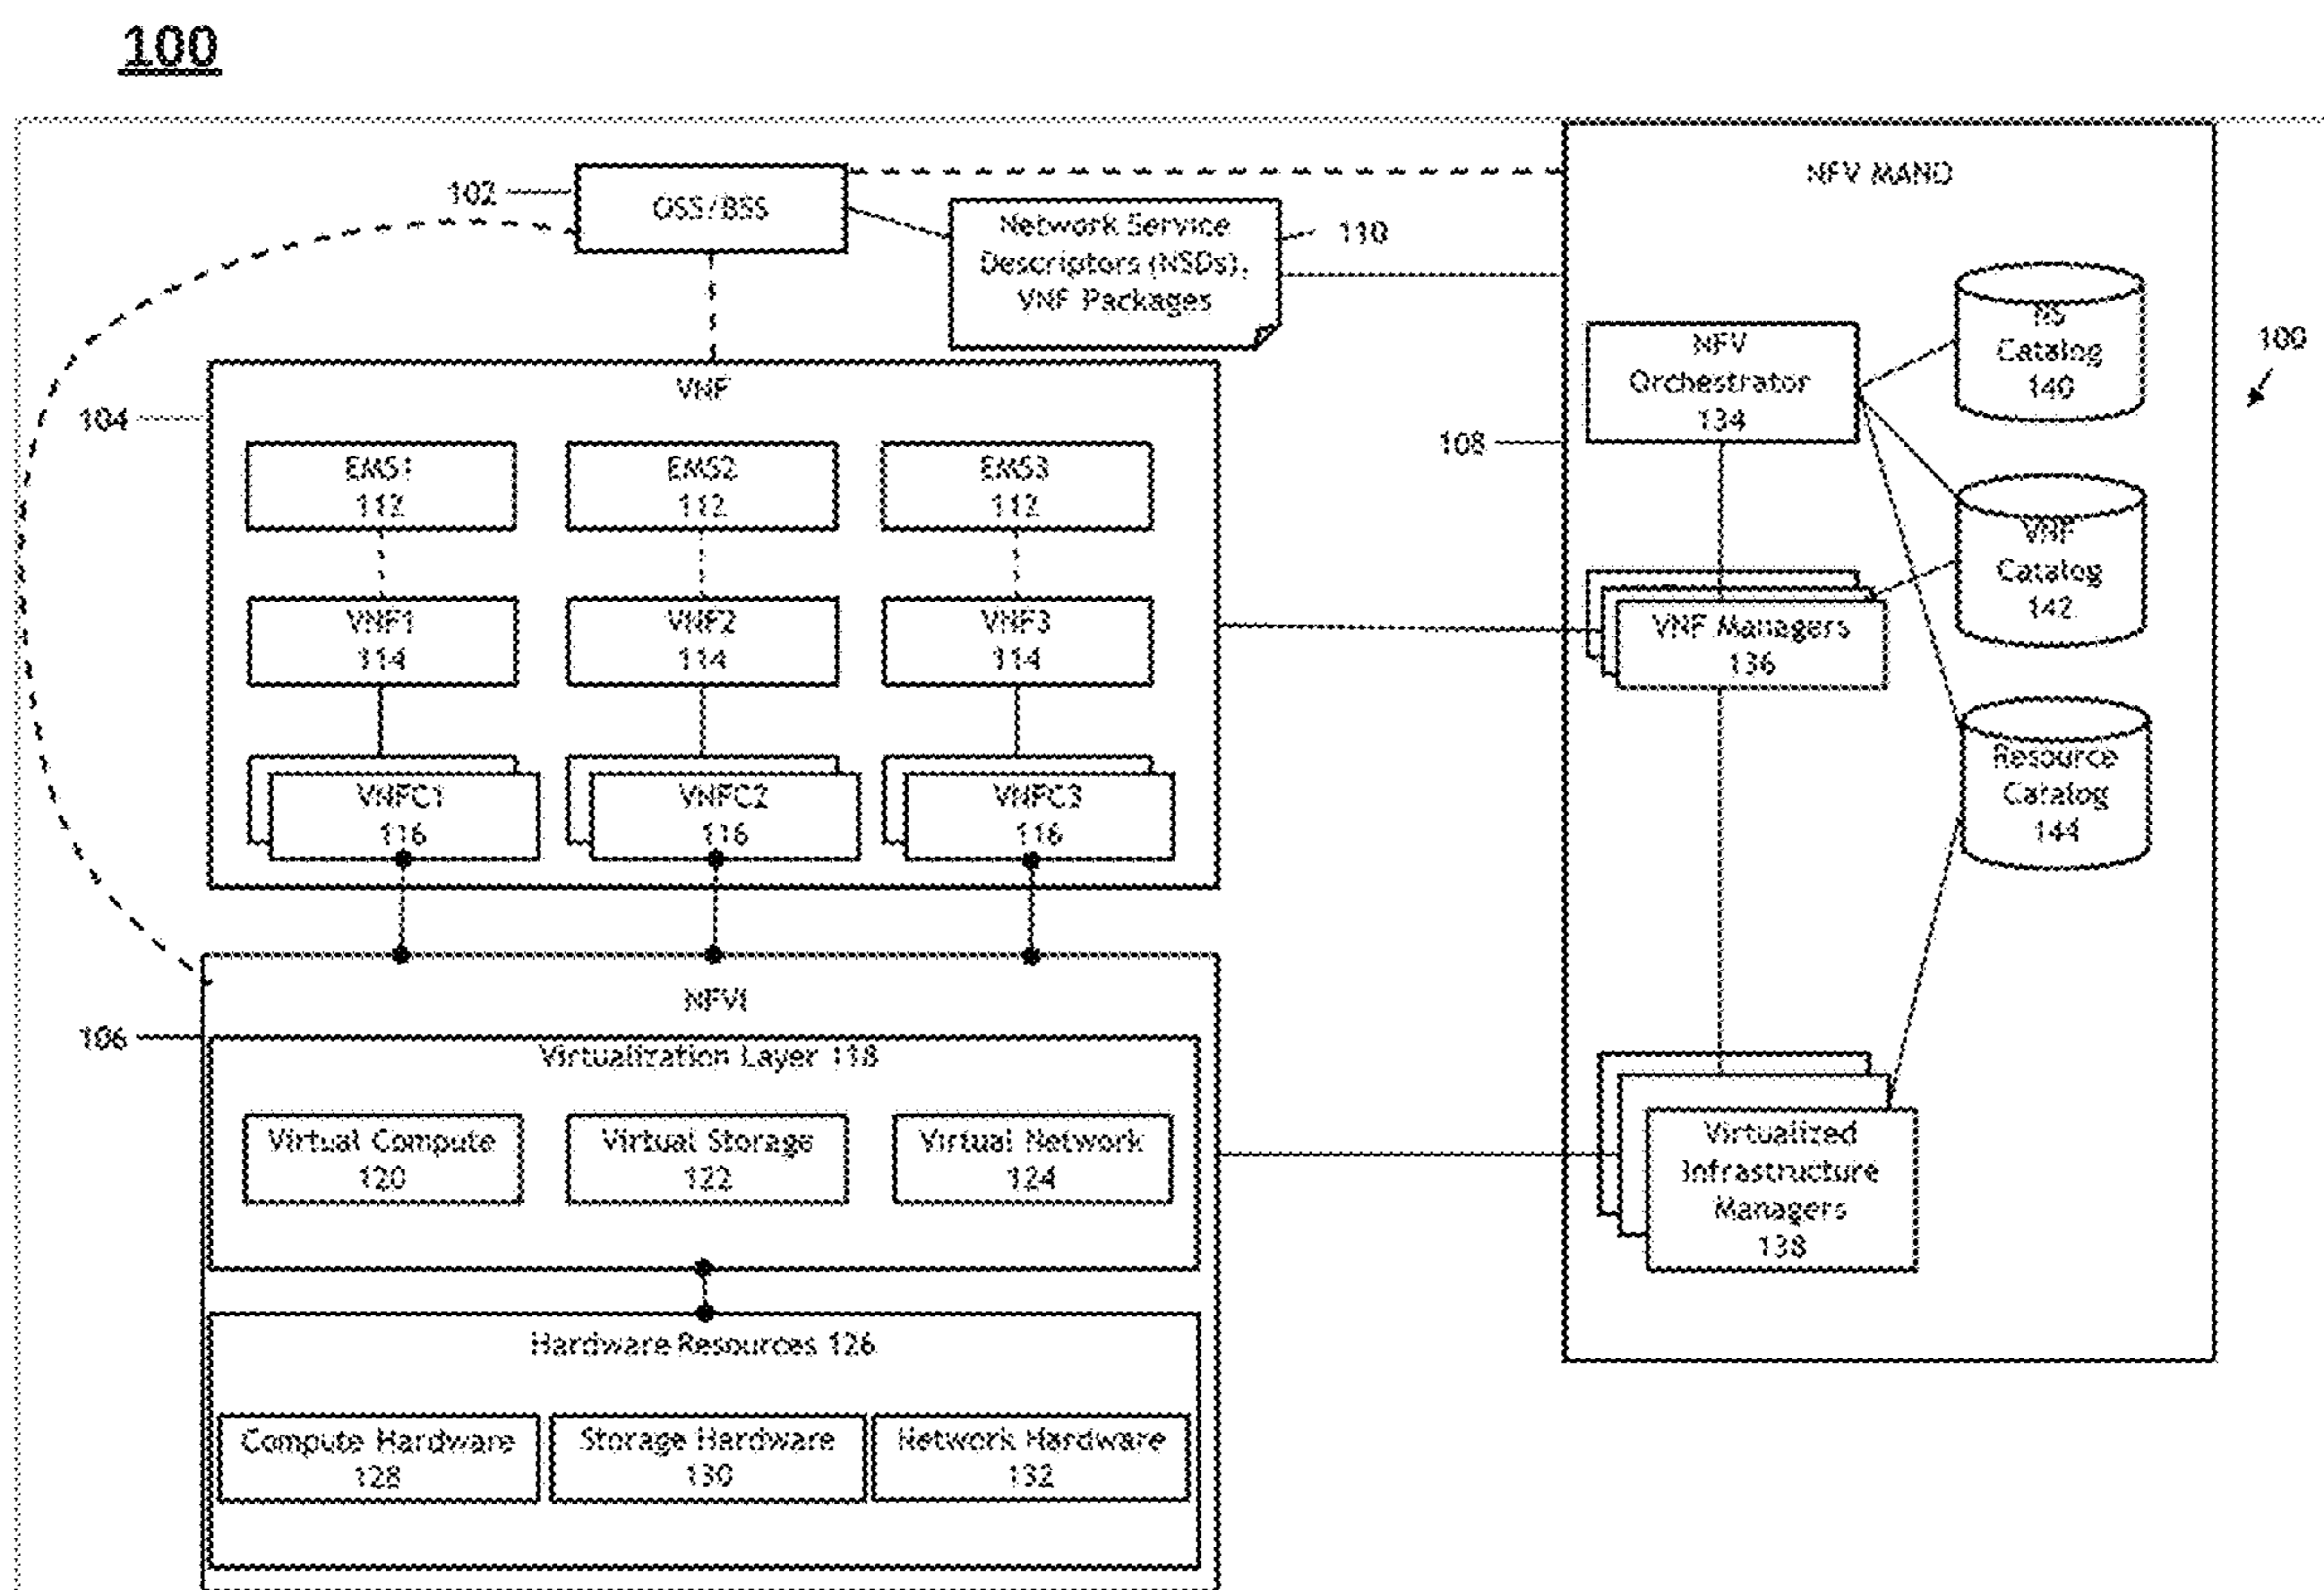 100
102
OSS/BSS
Network Service
Descriptors (NSDs),
VNF Packages
110
NFV MANO
NS
Catalog
140
109
NFV
Orchestrator
134
108
VNF
104
EMS1
112
EMS2
112
EMS3
112
VNF
Catalog
142
VNF1
114
VNF2
114
VNF3
114
VNF Managers
136
Resource
Catalog
144
VNFC1
116
VNFC2
116
VNFC3
116
NFVI
106
Virtualization Layer 118
Virtual Compute
120
Virtual Storage
122
Virtual Network
124
Virtualized
Infrastructure
Managers
138
Hardware Resources 126
Compute Hardware
128
Storage Hardware
130
Network Hardware
132